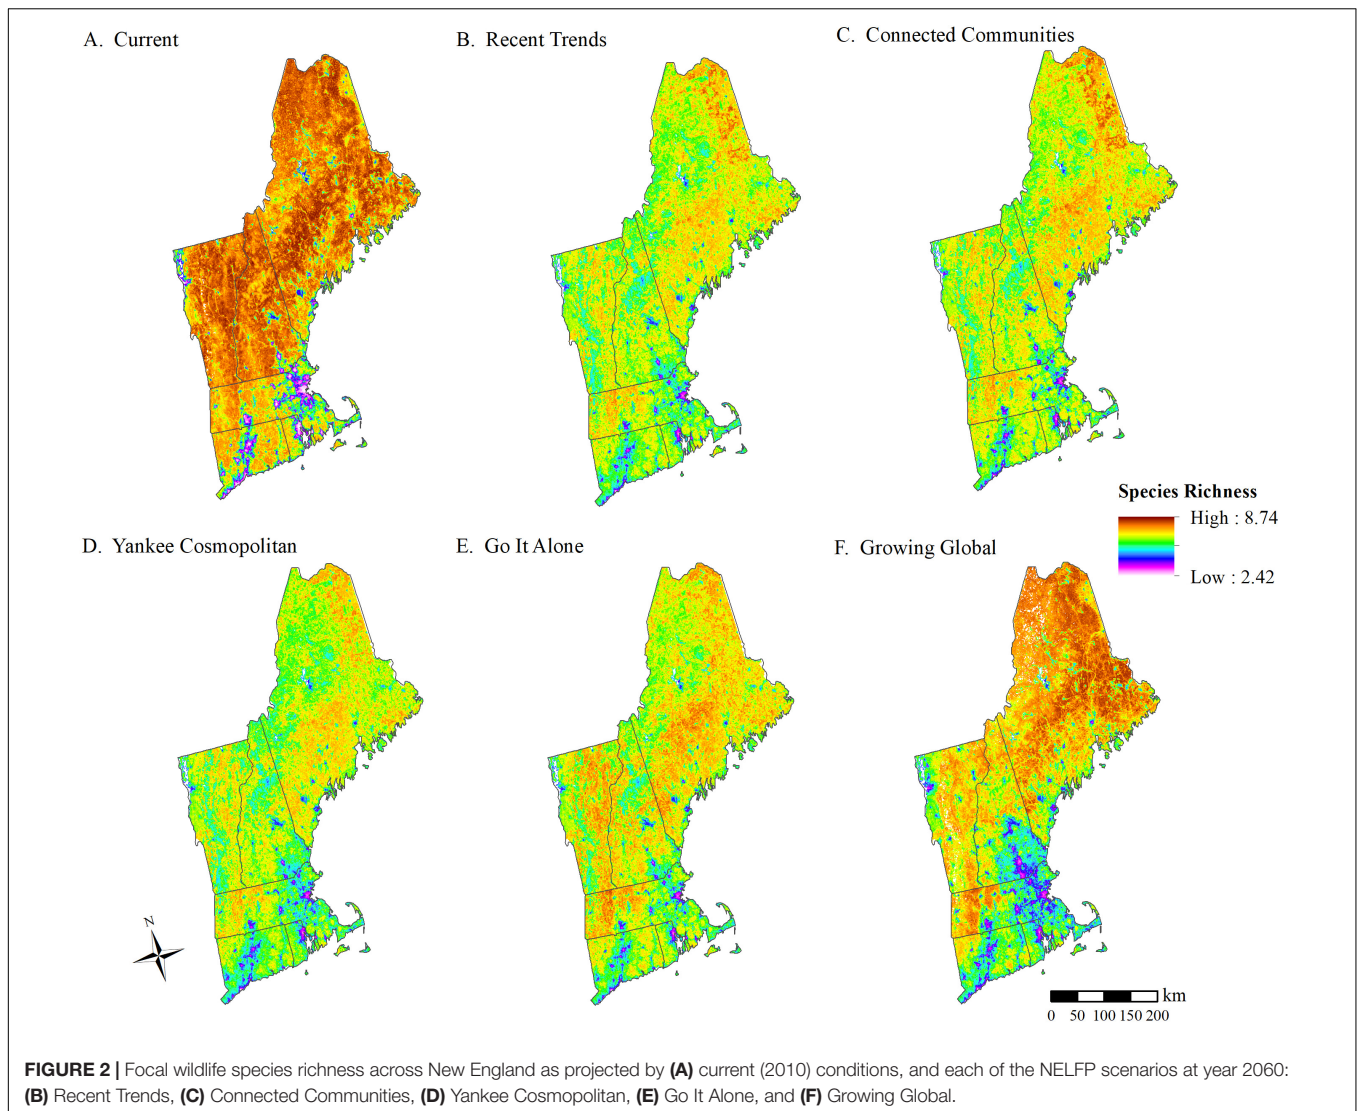 A. Current
B. Recent Trends
C. Connected Communities
Species Richness
High : 8.74
Low : 2.42
D. Yankee Cosmopolitan
E. Go It Alone
F. Growing Global
N
km
0 50 100 150 200
FIGURE 2 | Focal wildlife species richness across New England as projected by (A) current (2010) conditions, and each of the NELFP scenarios at year 2060:
(B) Recent Trends, (C) Connected Communities, (D) Yankee Cosmopolitan, (E) Go It Alone, and (F) Growing Global.